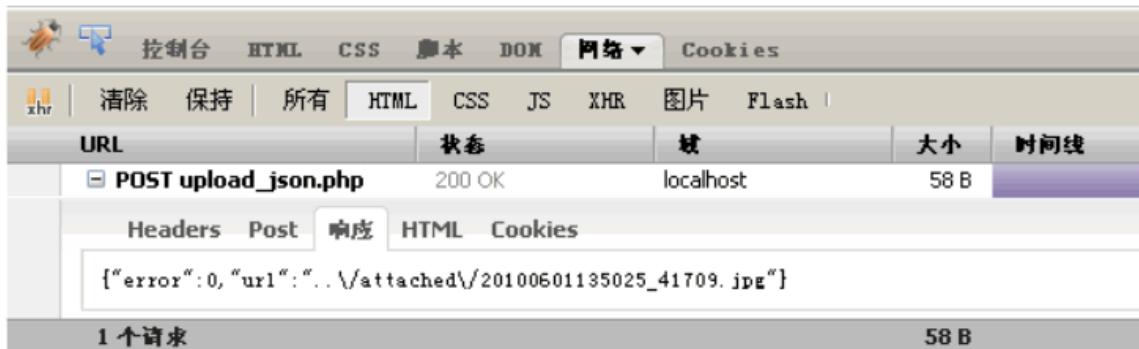 控制台 HTML CSS 脚本 DOM 网络 Cookies
xhr 清除 保持 所有 HTML CSS JS XHR 图片 Flash
URL 状态 域 大小 时间线
POST upload_json.php 200 OK localhost 58 B
Headers Post 响应 HTML Cookies
{"error":0,"url":"..\/attached\/20100601135025_41709.jpg"}
1 个请求 58 B